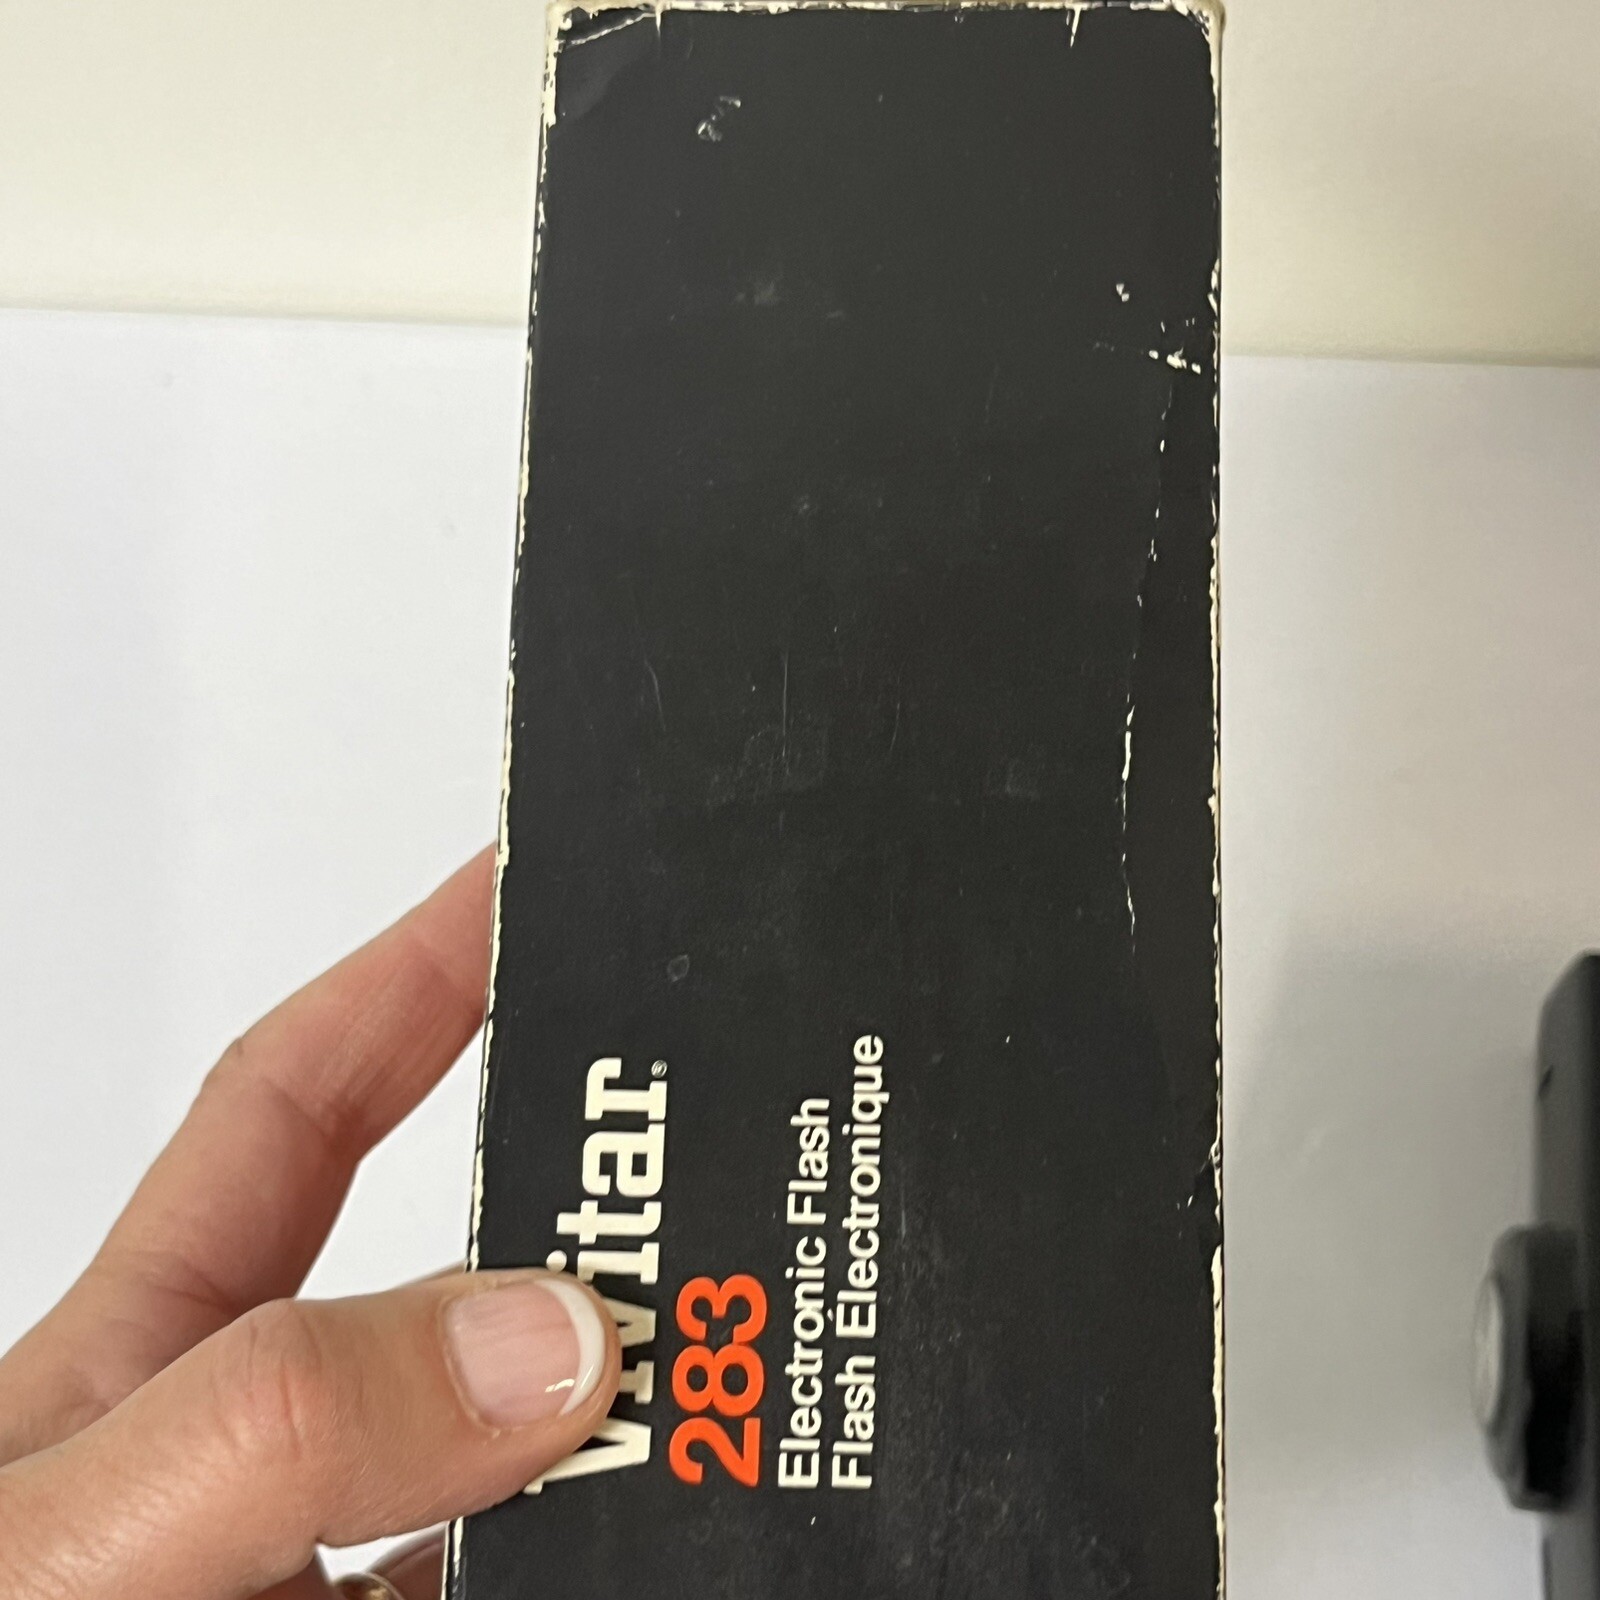 Vivitar®
283
Electronic Flash
Flash Électronique